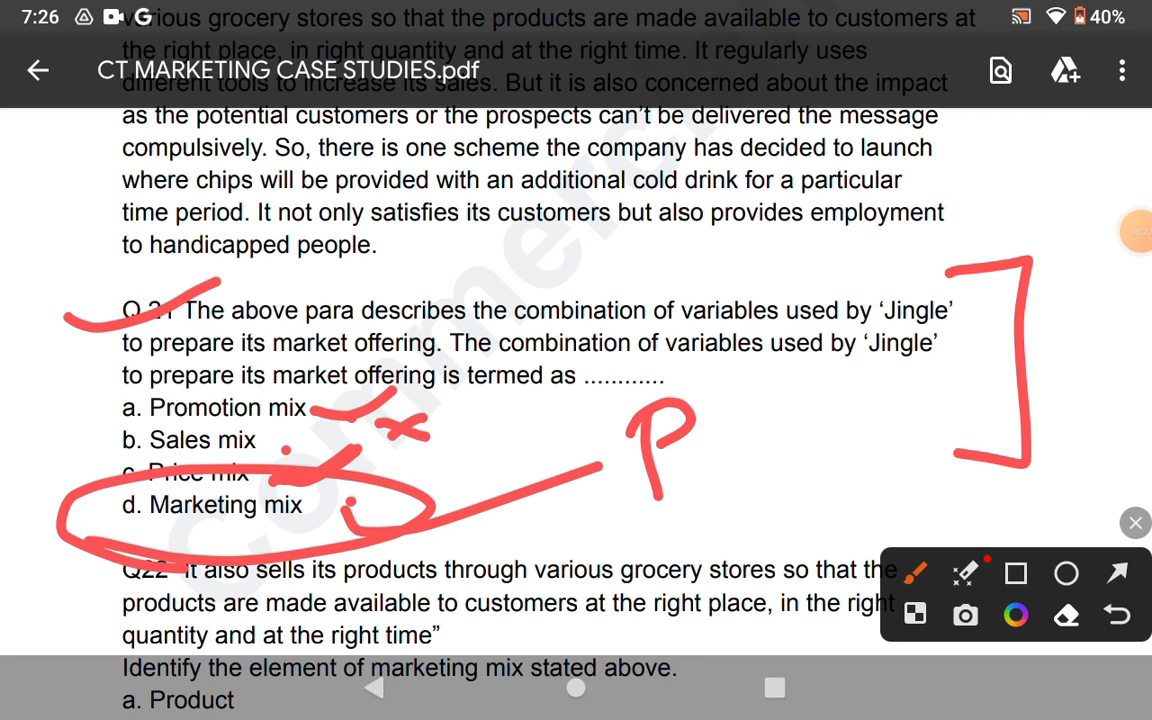 7:26 G 40%
various grocery stores so that the products are made available to customers at
the right place, in right quantity and at the right time. It regularly uses
CT MARKETING CASE STUDIES.pdf
different tools to increase its sales. But it is also concerned about the impact
as the potential customers or the prospects can't be delivered the message
compulsively. So, there is one scheme the company has decided to launch
where chips will be provided with an additional cold drink for a particular
time period. It not only satisfies its customers but also provides employment
to handicapped people.
Q 21 The above para describes the combination of variables used by ‘Jingle’
to prepare its market offering. The combination of variables used by ‘Jingle’
to prepare its market offering is termed as ............
a. Promotion mix
b. Sales mix
P
c. Price mix
d. Marketing mix
Q22 “It also sells its products through various grocery stores so that the
products are made available to customers at the right place, in the right
quantity and at the right time”
Identify the element of marketing mix stated above.
a. Product